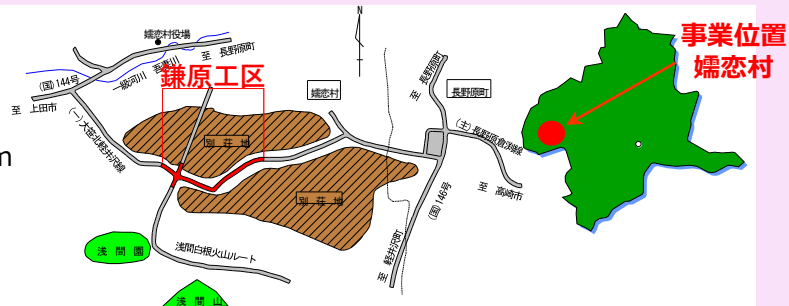 嬬恋村役場
至 長野原町
一級河川 吾妻川
(国)144号
至 上田市
(一)大笹北軽井沢線
鎌原工区
嬬恋村
別荘地
別荘地
浅間園
浅間白根火山ルート
浅間山
N
至 長野原町
長野原町
(主)長野原倉渕線
至 高崎市
(国)146号
至 軽井沢町
事業位置
嬬恋村
m